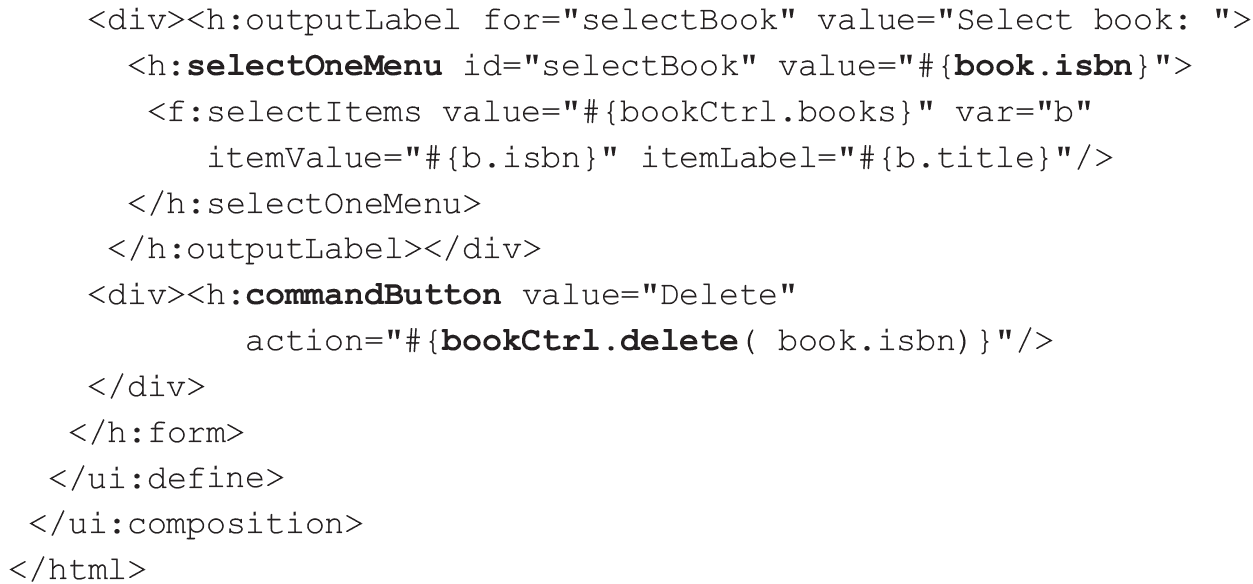 <div><h:outputLabel for="selectBook" value="Select book: ">
<h:selectOneMenu id="selectBook" value="#{book.isbn}">
<f:selectItems value="#{bookCtrl.books}" var="b"
itemValue="#{b.isbn}" itemLabel="#{b.title}"/>
</h:selectOneMenu>
</h:outputLabel></div>
<div><h:commandButton value="Delete"
action="#{bookCtrl.delete( book.isbn)}"/>
</div>
</h:form>
</ui:define>
</ui:composition>
</html>